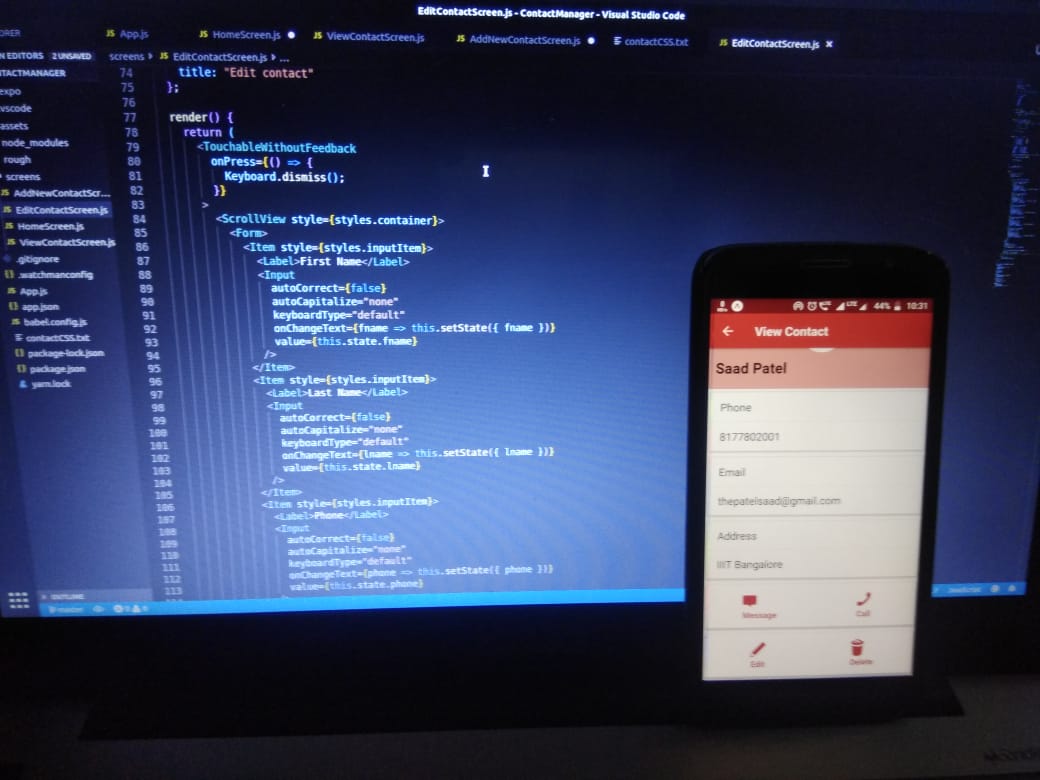 EditContactScreen.js - ContactManager - Visual Studio Code
ORER
JS App.js
JS HomeScreen.js ●
JS ViewContactScreen.js
JS AddNewContactScreen.js ●
contactCSS.txt
JS EditContactScreen.js ×
N EDITORS 2 UNSAVED
screens › JS EditContactScreen.js › ...
TACTMANAGER
expo
vscode
assets
node_modules
rough
screens
JS AddNewContactScr...
JS EditContactScreen.js
JS HomeScreen.js
JS ViewContactScreen.js
.gitignore
{} .watchmanconfig
JS App.js
{} app.json
JS babel.config.js
contactCSS.txt
{} package-lock.json
{} package.json
yarn.lock
OUTLINE
master
74 title: "Edit contact"
75 };
76
77 render() {
78 return (
79 <TouchableWithoutFeedback
80 onPress={() => {
81 Keyboard.dismiss();
82 }}
83 >
84 <ScrollView style={styles.container}>
85 <Form>
86 <Item style={styles.inputItem}>
87 <Label>First Name</Label>
88 <Input
89 autoCorrect={false}
90 autoCapitalize="none"
91 keyboardType="default"
92 onChangeText={fname => this.setState({ fname })}
93 value={this.state.fname}
94 />
95 </Item>
96 <Item style={styles.inputItem}>
97 <Label>Last Name</Label>
98 <Input
99 autoCorrect={false}
100 autoCapitalize="none"
101 keyboardType="default"
102 onChangeText={lname => this.setState({ lname })}
103 value={this.state.lname}
104 />
105 </Item>
106 <Item style={styles.inputItem}>
107 <Label>Phone</Label>
108 <Input
109 autoCorrect={false}
110 autoCapitalize="none"
111 keyboardType="default"
112 onChangeText={phone => this.setState({ phone })}
113 value={this.state.phone}
JavaScript
LTE 44% 10:31
← View Contact
Saad Patel
Phone
8177802001
Email
thepatelsaad@gmail.com
Address
IIIT Bangalore
Message
Call
Edit
Delete